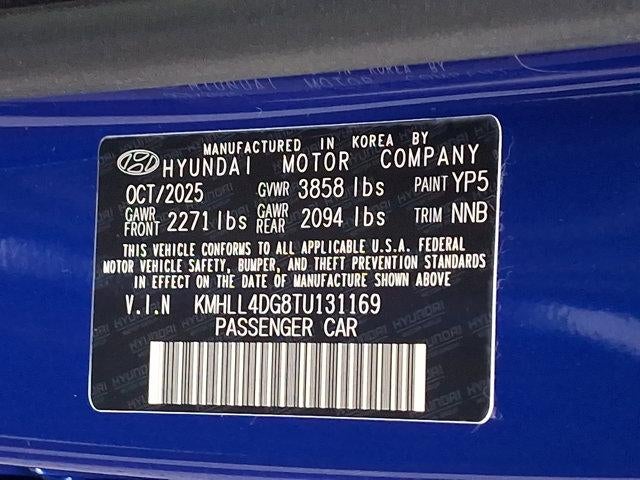 MANUFACTURED IN KOREA BY
HYUNDAI MOTOR COMPANY
OCT/2025 GVWR 3858 lbs PAINT YP5
GAWR FRONT 2271 lbs GAWR REAR 2094 lbs TRIM NNB
THIS VEHICLE CONFORMS TO ALL APPLICABLE U.S.A. FEDERAL
MOTOR VEHICLE SAFETY, BUMPER, AND THEFT PREVENTION STANDARDS
IN EFFECT ON THE DATE OF MANUFACTURE SHOWN ABOVE
V.I.N KMHLL4DG8TU131169
PASSENGER CAR